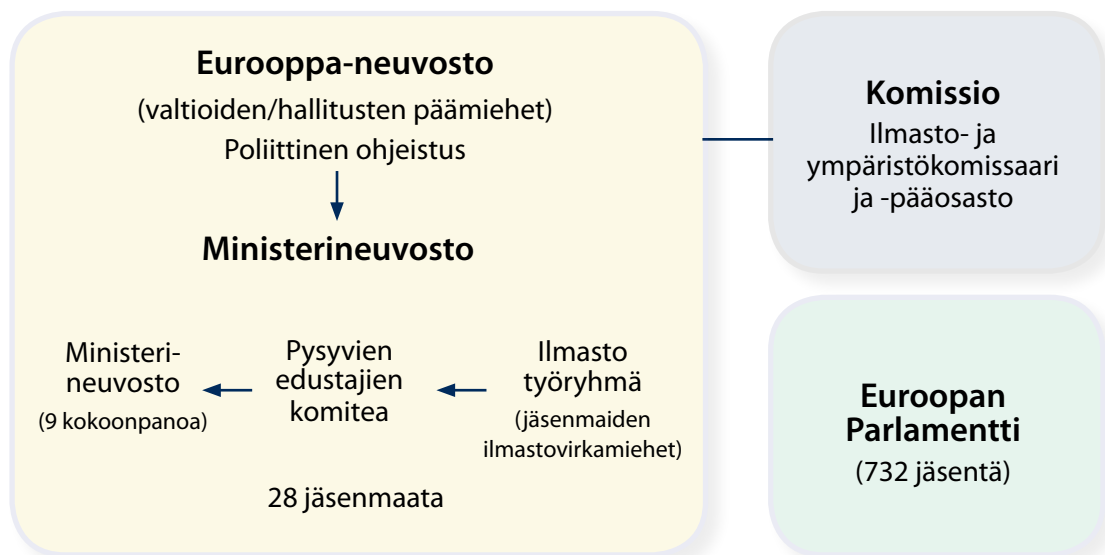 Eurooppa-neuvosto
(valtioiden/hallitusten päämiehet)
Poliittinen ohjeistus
Ministerineuvosto
Ministeri-
neuvosto
(9 kokoonpanoa)
Pysyvien
edustajien
komitea
Ilmasto
työryhmä
(jäsenmaiden
ilmastovirkamiehet)
28 jäsenmaata
Komissio
Ilmasto- ja
ympäristökomissaari
ja -pääosasto
Euroopan
Parlamentti
(732 jäsentä)